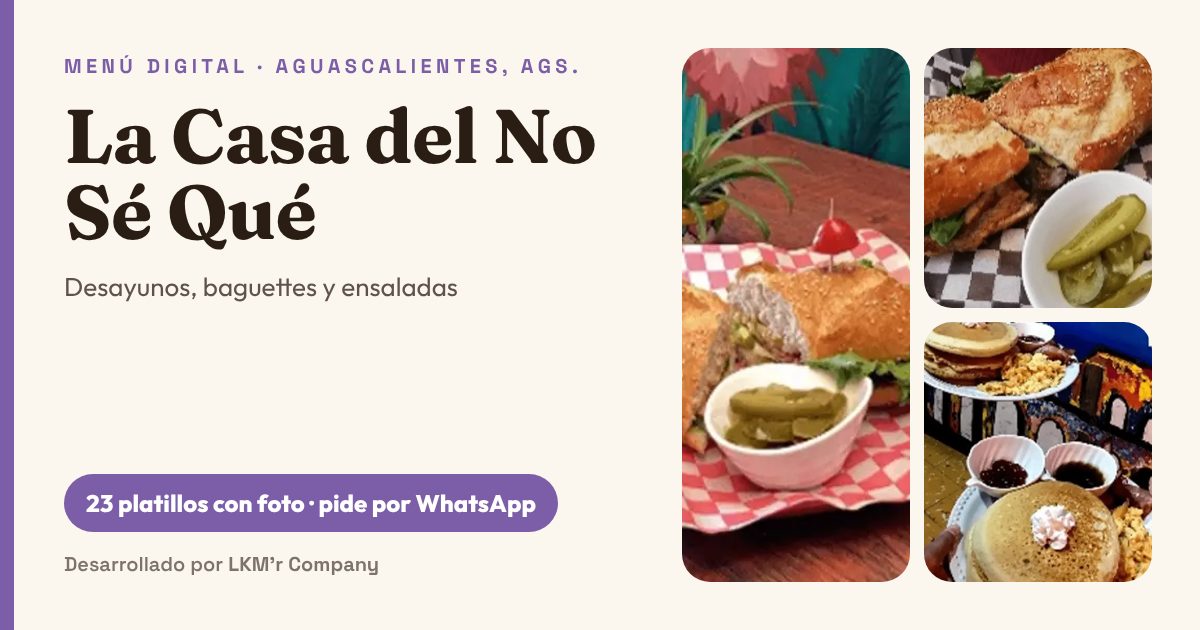 MENÚ DIGITAL · AGUASCALIENTES, AGS.
La Casa del No
Sé Qué
Desayunos, baguettes y ensaladas
23 platillos con foto · pide por WhatsApp
Desarrollado por LKM’r Company